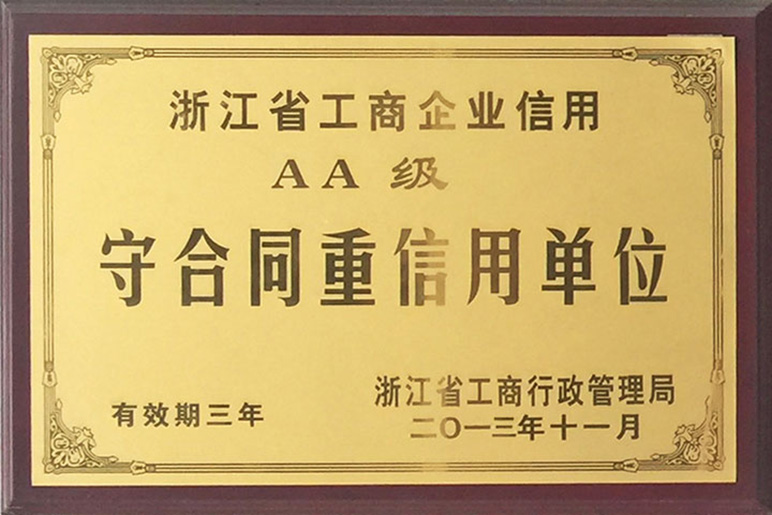 浙江省工商企业信用
AA 级
守合同重信用单位
有效期三年
浙江省工商行政管理局
二〇一三年十一月